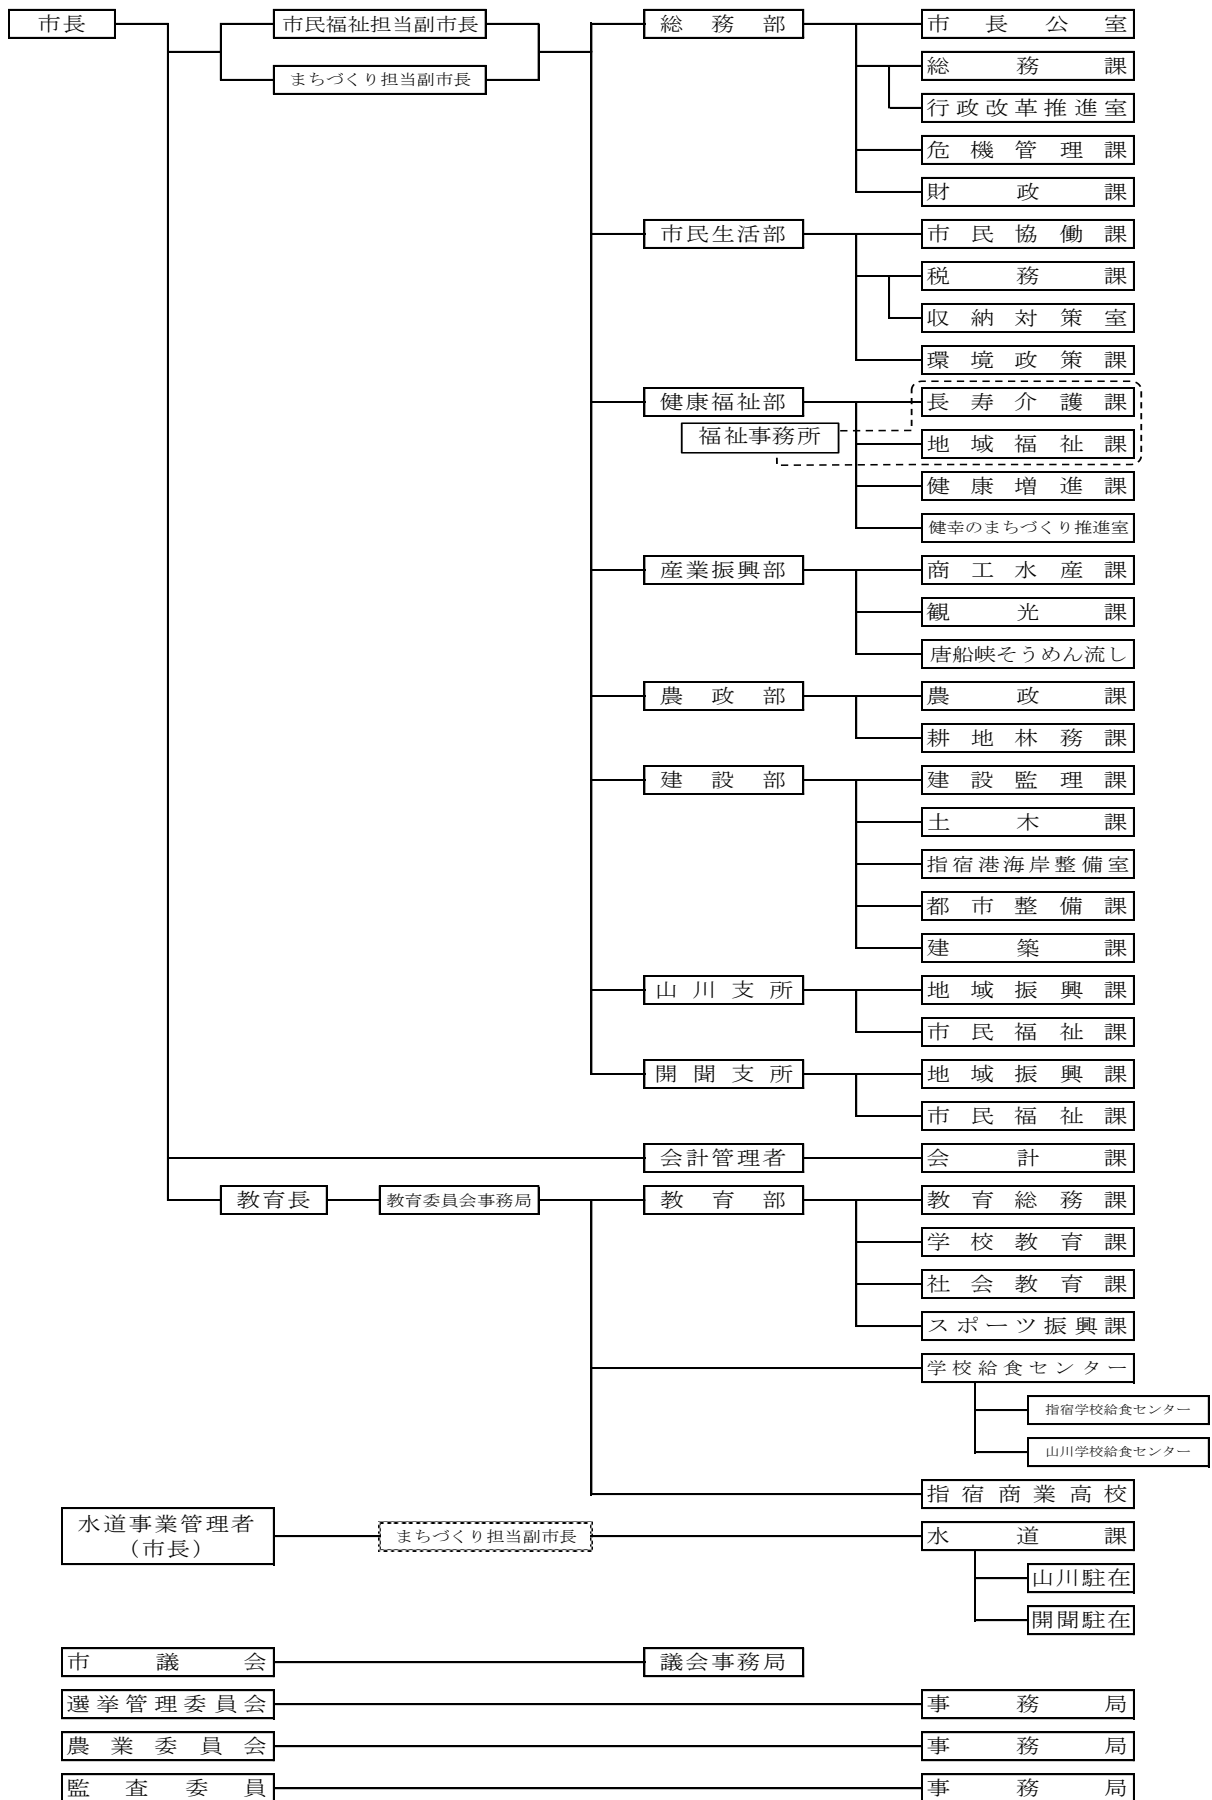 市長
市民福祉担当副市長
まちづくり担当副市長
総務部
市長公室
総務課
行政改革推進室
危機管理課
財政課
市民生活部
市民協働課
税務課
収納対策室
環境政策課
健康福祉部
福祉事務所
長寿介護課
地域福祉課
健康増進課
健幸のまちづくり推進室
産業振興部
商工水産課
観光課
唐船峡そうめん流し
農政部
農政課
耕地林務課
建設部
建設監理課
土木課
指宿港海岸整備室
都市整備課
建築課
山川支所
地域振興課
市民福祉課
開聞支所
地域振興課
市民福祉課
会計管理者
会計課
教育長
教育委員会事務局
教育部
教育総務課
学校教育課
社会教育課
スポーツ振興課
学校給食センター
指宿学校給食センター
山川学校給食センター
指宿商業高校
水道事業管理者
（市長）
まちづくり担当副市長
水道課
山川駐在
開聞駐在
市議会
議会事務局
選挙管理委員会
事務局
農業委員会
事務局
監査委員
事務局